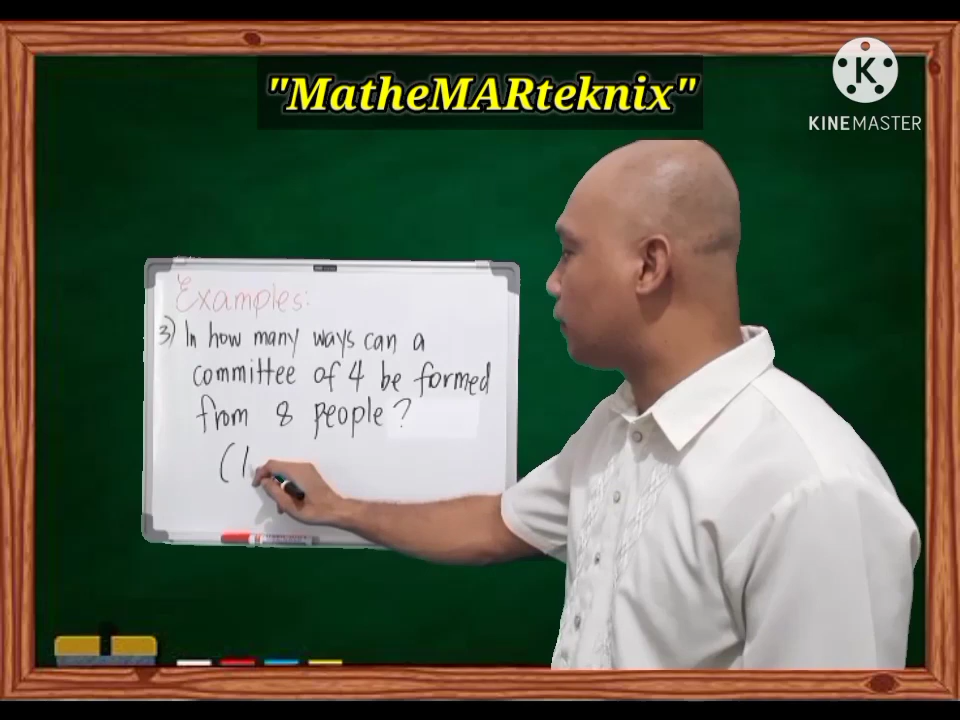 "MatheMARteknix"
KINEMASTER
Examples:
3) In how many ways can a
committee of 4 be formed
from 8 people?